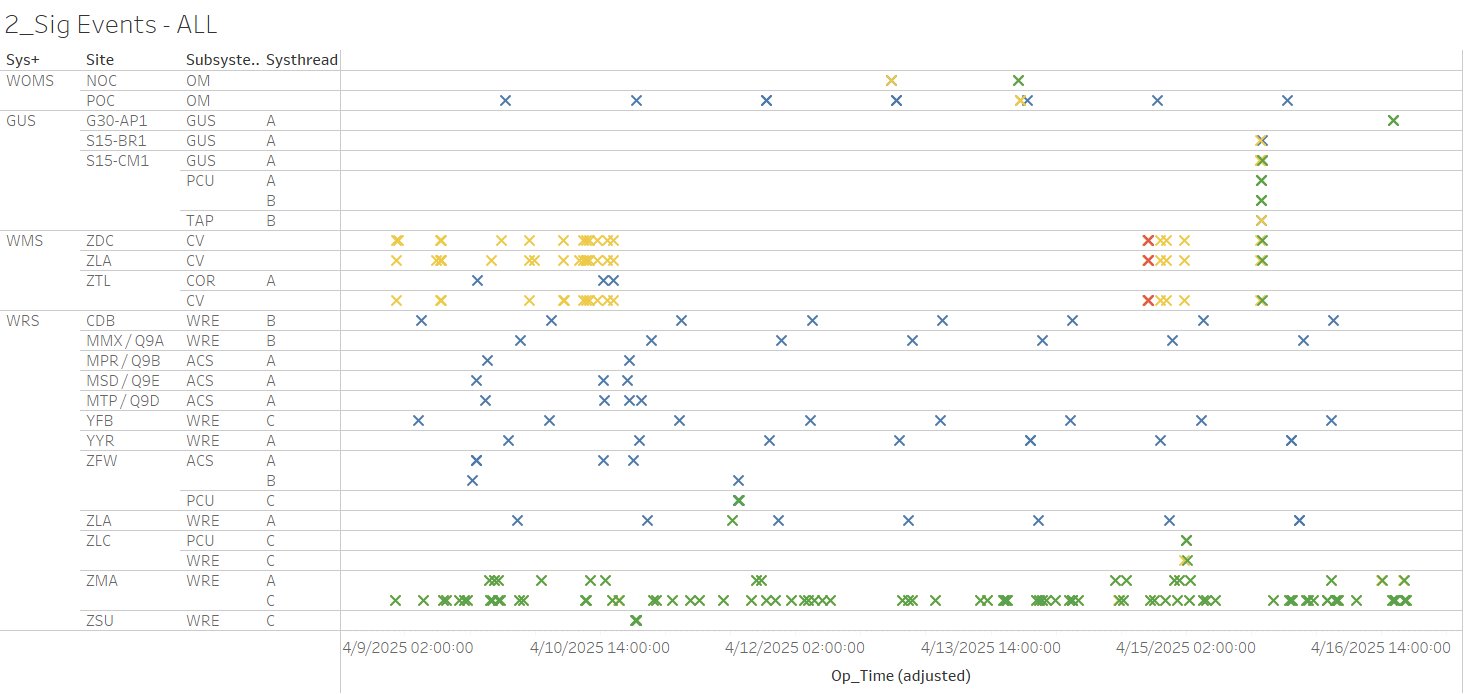 2_Sig Events - ALL
Sys+ Site Subsyste.. Systhread
WOMS NOC OM
POC OM
GUS G30-AP1 GUS A
S15-BR1 GUS A
S15-CM1 GUS A
PCU A
B
TAP B
WMS ZDC CV
ZLA CV
ZTL COR A
CV
WRS CDB WRE B
MMX / Q9A WRE B
MPR / Q9B ACS A
MSD / Q9E ACS A
MTP / Q9D ACS A
YFB WRE C
YYR WRE A
ZFW ACS A
B
PCU C
ZLA WRE A
ZLC PCU C
WRE C
ZMA WRE A
C
ZSU WRE C
4/9/2025 02:00:00 4/10/2025 14:00:00 4/12/2025 02:00:00 4/13/2025 14:00:00 4/15/2025 02:00:00 4/16/2025 14:00:00
Op_Time (adjusted)